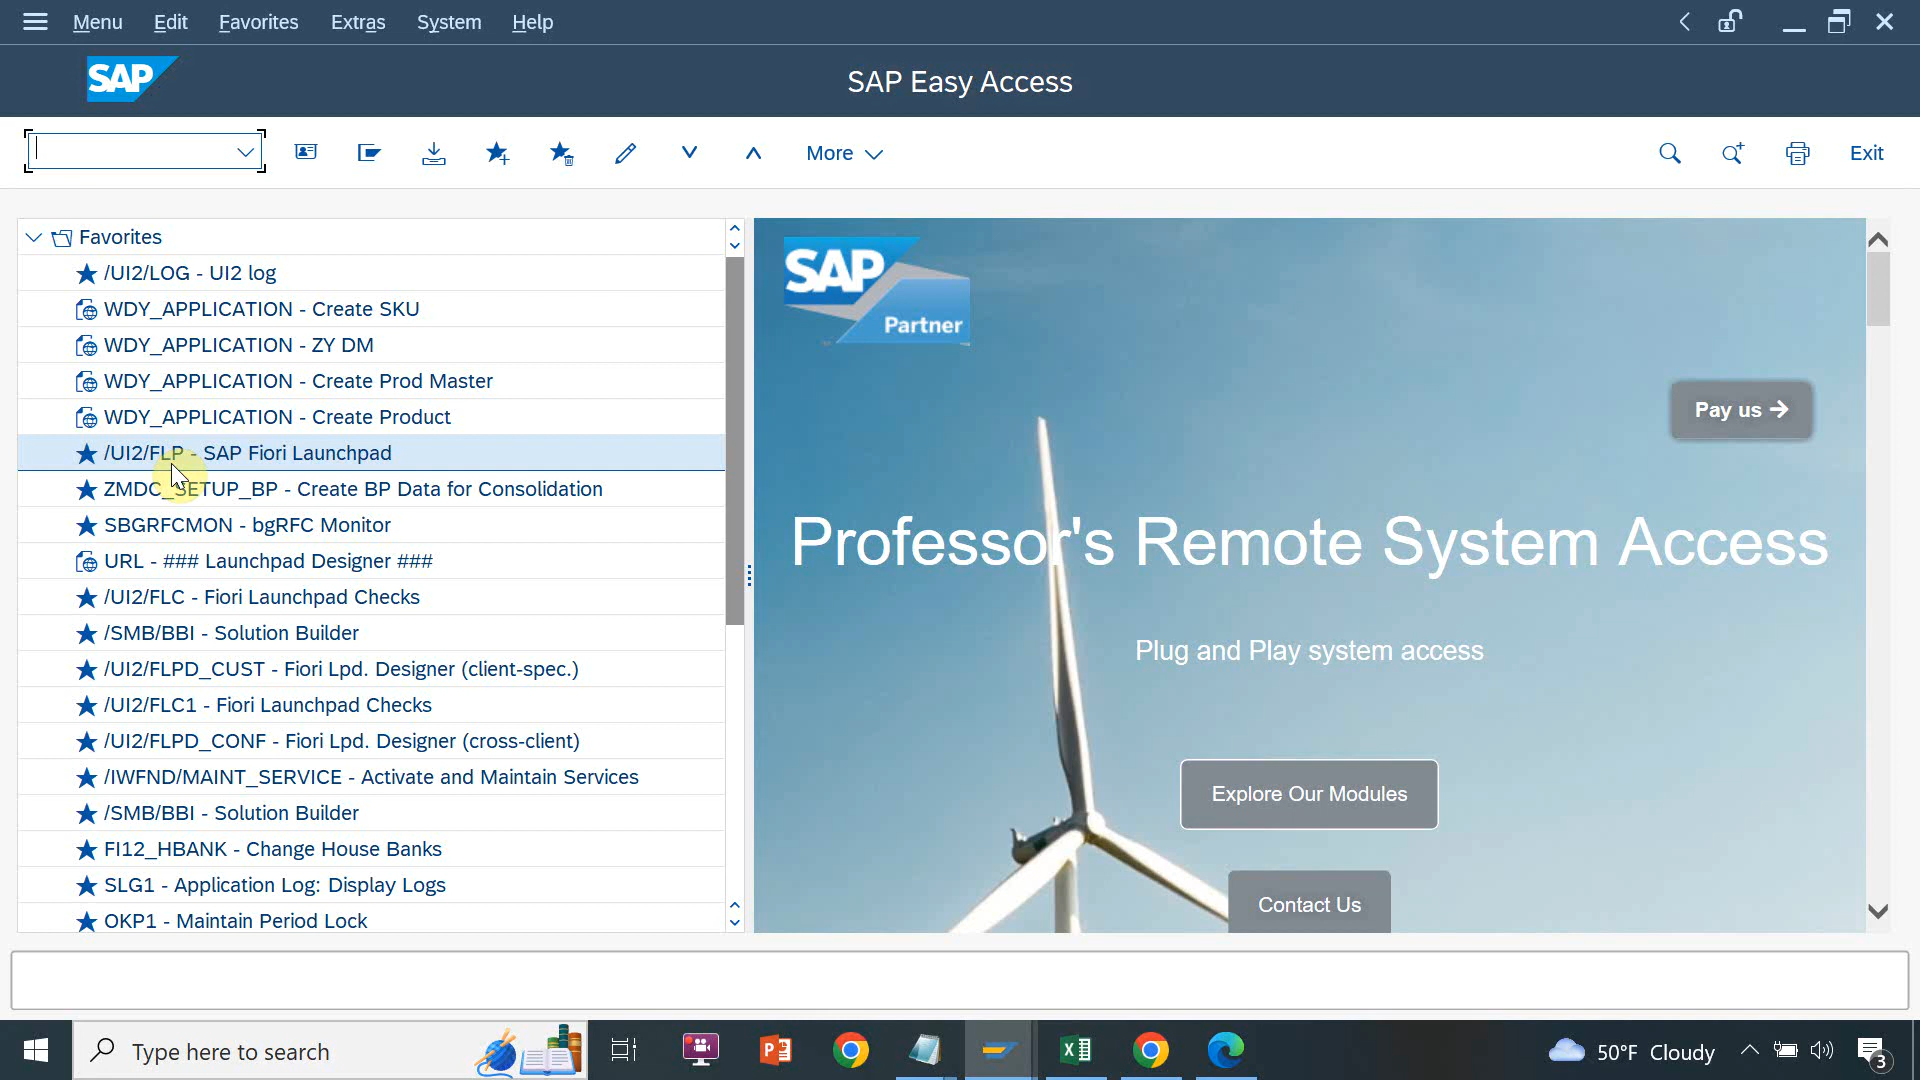 Menu Edit Favorites Extras System Help
SAP
SAP Easy Access
More
Exit
Favorites
/UI2/LOG - UI2 log
WDY_APPLICATION - Create SKU
WDY_APPLICATION - ZY DM
WDY_APPLICATION - Create Prod Master
WDY_APPLICATION - Create Product
/UI2/FLP - SAP Fiori Launchpad
ZMDC_SETUP_BP - Create BP Data for Consolidation
SBGRFCMON - bgRFC Monitor
URL - ### Launchpad Designer ###
/UI2/FLC - Fiori Launchpad Checks
/SMB/BBI - Solution Builder
/UI2/FLPD_CUST - Fiori Lpd. Designer (client-spec.)
/UI2/FLC1 - Fiori Launchpad Checks
/UI2/FLPD_CONF - Fiori Lpd. Designer (cross-client)
/IWFND/MAINT_SERVICE - Activate and Maintain Services
/SMB/BBI - Solution Builder
FI12_HBANK - Change House Banks
SLG1 - Application Log: Display Logs
OKP1 - Maintain Period Lock
SAP
Partner
Pay us →
Professor's Remote System Access
Plug and Play system access
Explore Our Modules
Contact Us
Type here to search
50°F Cloudy
3